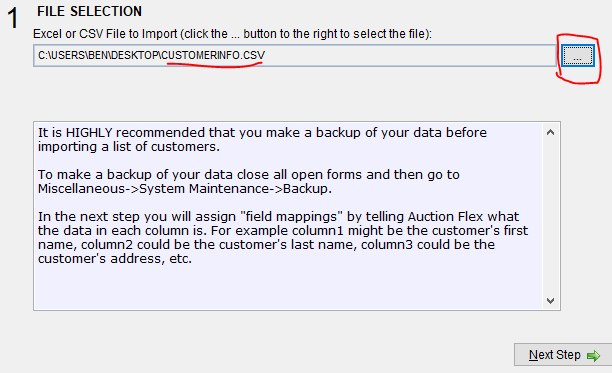 1 FILE SELECTION
Excel or CSV File to Import (click the ... button to the right to select the file):
C:\USERS\BEN\DESKTOP\CUSTOMERINFO.CSV ...
It is HIGHLY recommended that you make a backup of your data before
importing a list of customers.
To make a backup of your data close all open forms and then go to
Miscellaneous->System Maintenance->Backup.
In the next step you will assign "field mappings" by telling Auction Flex what
the data in each column is. For example column1 might be the customer's first
name, column2 could be the customer's last name, column3 could be the
customer's address, etc.
Next Step